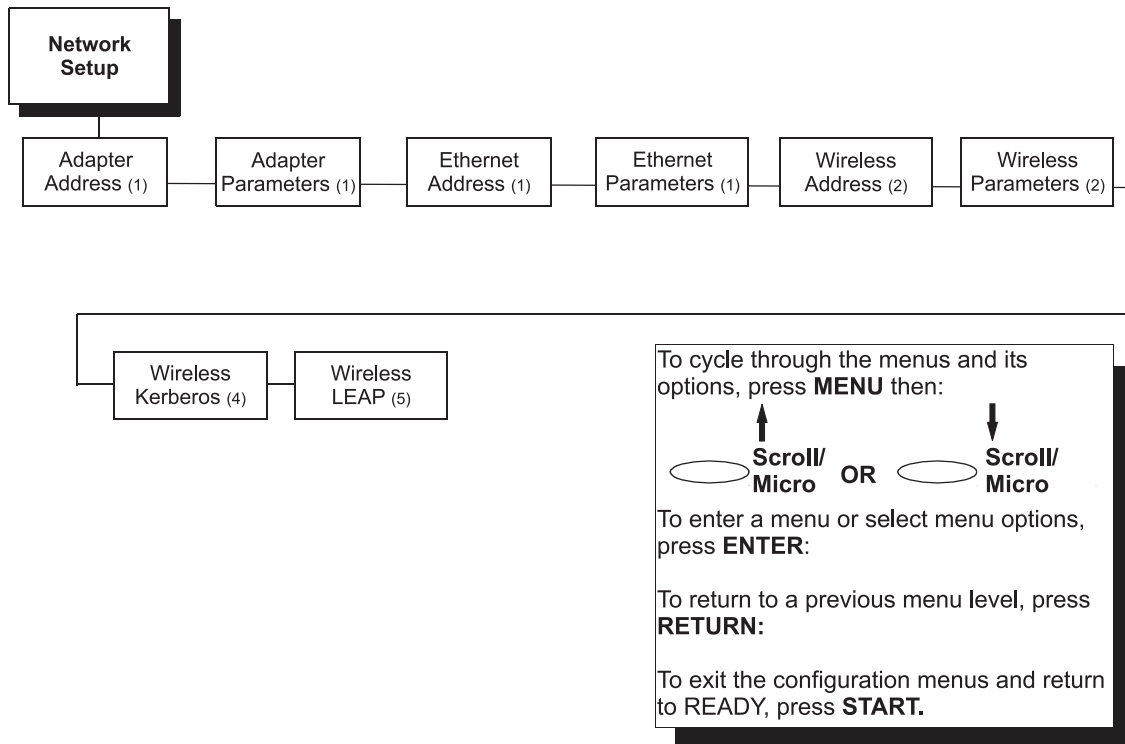 Network
Setup
Adapter
Address (1)
Adapter
Parameters (1)
Ethernet
Address (1)
Ethernet
Parameters (1)
Wireless
Address (2)
Wireless
Parameters (2)
Wireless
Kerberos (4)
Wireless
LEAP (5)
To cycle through the menus and its
options, press MENU then:
Scroll/
Micro
OR
Scroll/
Micro
To enter a menu or select menu options,
press ENTER:
To return to a previous menu level, press
RETURN:
To exit the configuration menus and return
to READY, press START.